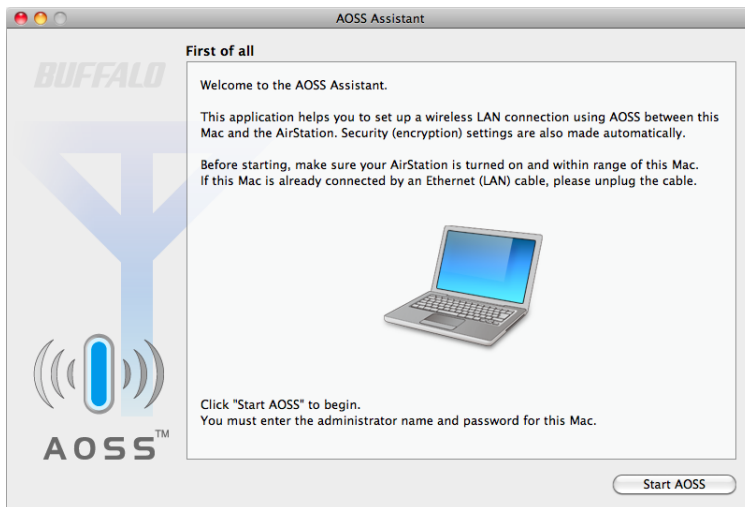 AOSS Assistant
First of all
BUFFALO
Welcome to the AOSS Assistant.
This application helps you to set up a wireless LAN connection using AOSS between this
Mac and the AirStation. Security (encryption) settings are also made automatically.
Before starting, make sure your AirStation is turned on and within range of this Mac.
If this Mac is already connected by an Ethernet (LAN) cable, please unplug the cable.
Click "Start AOSS" to begin.
You must enter the administrator name and password for this Mac.
AOSS™
Start AOSS